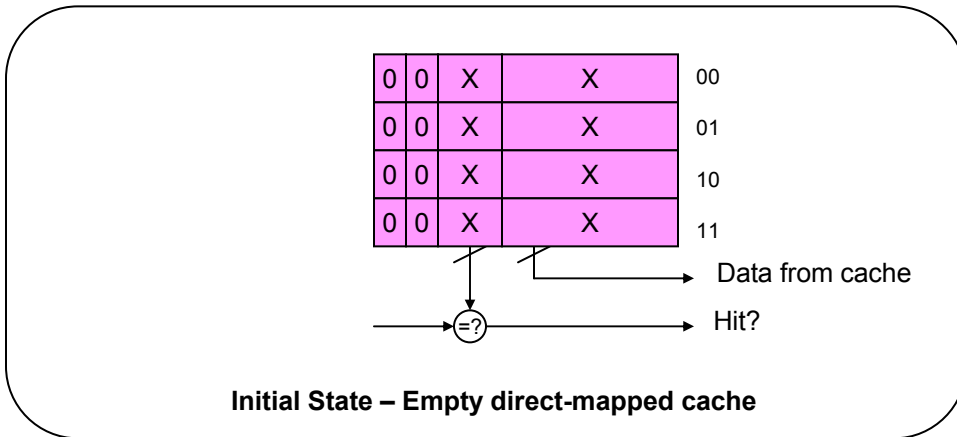 0 0 X X 00
0 0 X X 01
0 0 X X 10
0 0 X X 11
Data from cache
=? Hit?
Initial State – Empty direct-mapped cache